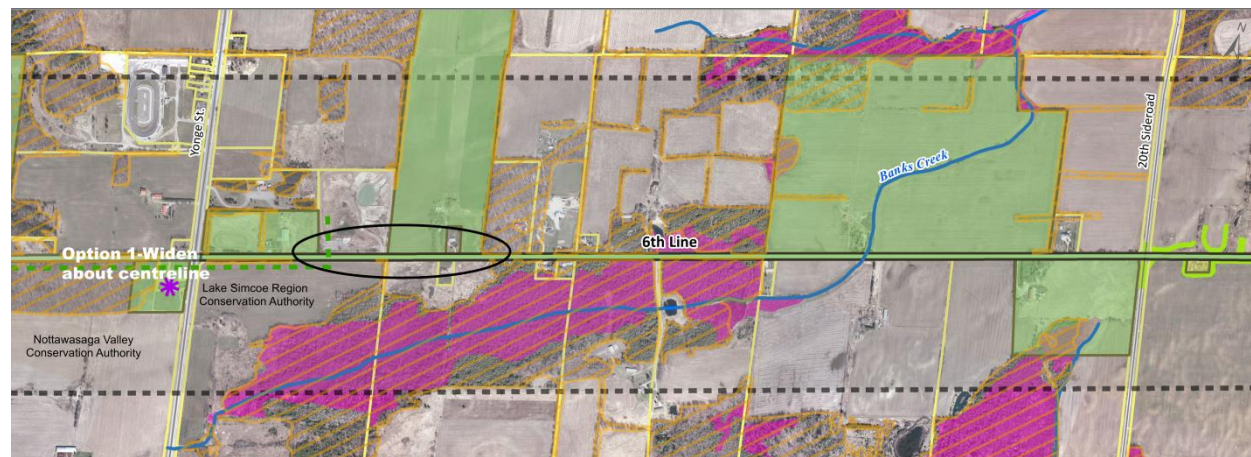 N
Yonge St.
Banks Creek
20th Sideroad
6th Line
Option 1-Widen
about centreline
Lake Simcoe Region
Conservation Authority
Nottawasaga Valley
Conservation Authority